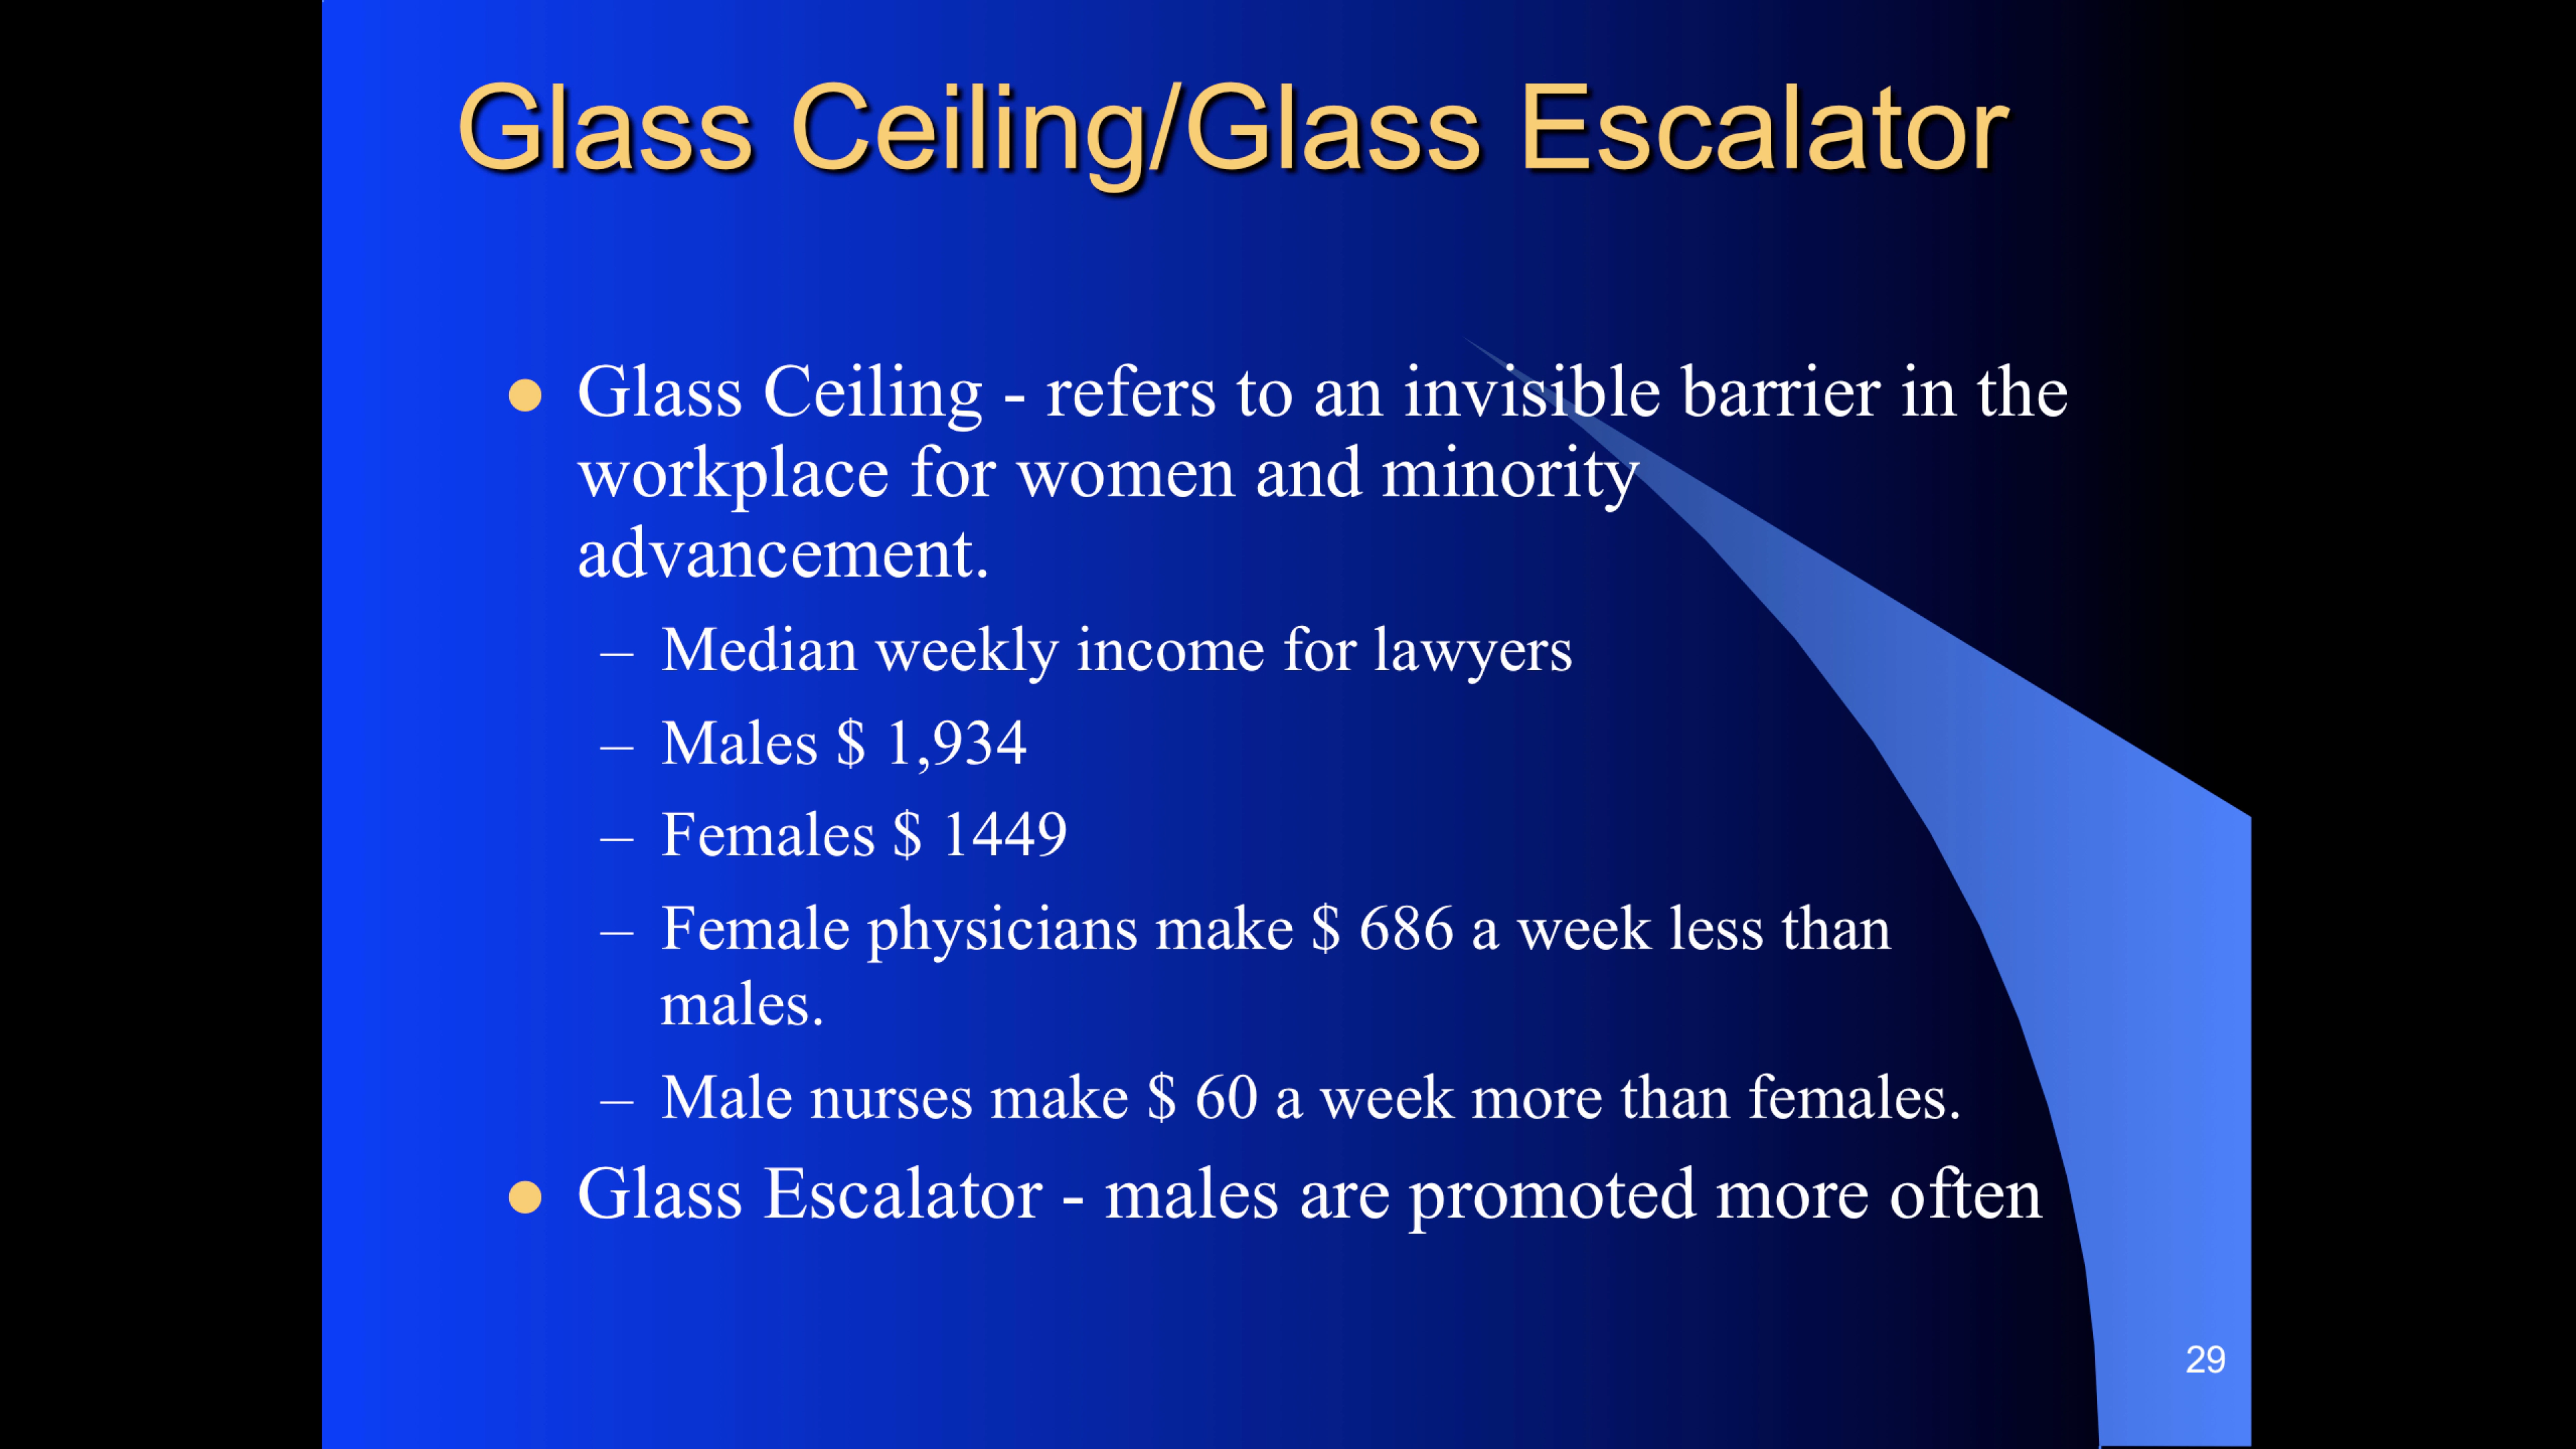 Glass Ceiling/Glass Escalator
● Glass Ceiling - refers to an invisible barrier in the
workplace for women and minority
advancement.
– Median weekly income for lawyers
– Males $ 1,934
– Females $ 1449
– Female physicians make $ 686 a week less than
males.
– Male nurses make $ 60 a week more than females.
● Glass Escalator - males are promoted more often
29